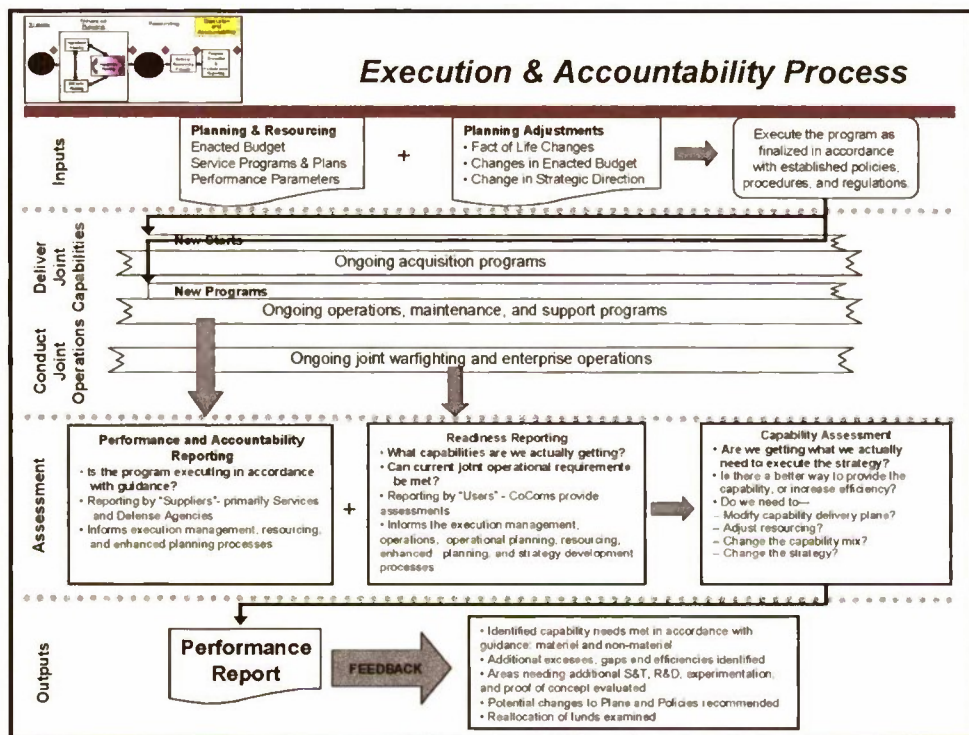 Execution & Accountability Process
Inputs
Planning & Resourcing
Enacted Budget
Service Programs & Plans
Performance Parameters
+
Planning Adjustments
• Fact of Life Changes
• Changes in Enacted Budget
• Change in Strategic Direction
Execute the program as
finalized in accordance
with established policies,
procedures, and regulations.
Deliver
Joint
Capabilities
New Starts
Ongoing acquisition programs
New Programs
Ongoing operations, maintenance, and support programs
Conduct
Joint
Operations
Ongoing joint warfighting and enterprise operations
Assessment
Performance and Accountability
Reporting
• Is the program executing in accordance
with guidance?
• Reporting by "Suppliers"- primarily Services
and Defense Agencies
• Informs execution management, resourcing,
and enhanced planning processes
+
Readiness Reporting
• What capabilities are we actually getting?
• Can current joint operational requirements
be met?
• Reporting by "Users"- CoComs provide
assessments
• Informs the execution management,
operations, operational planning, resourcing,
enhanced planning, and strategy development
processes
Capability Assessment
• Are we getting what we actually
need to execute the strategy?
• Is there a better way to provide the
capability, or increase efficiency?
• Do we need to—
– Modify capability delivery plans?
– Adjust resourcing?
– Change the capability mix?
– Change the strategy?
Outputs
Performance
Report
FEEDBACK
• Identified capability needs met in accordance with
guidance: materiel and non-materiel
• Additional excesses, gaps and efficiencies identified
• Areas needing additional S&T, R&D, experimentation,
and proof of concept evaluated
• Potential changes to Plans and Policies recommended
• Reallocation of funds examined